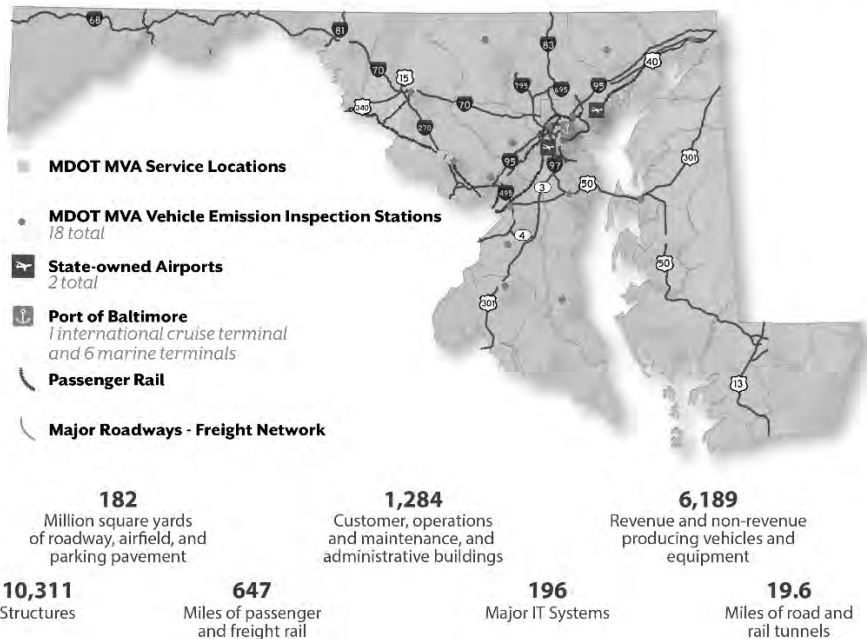 68
81
83
40
70
15
795
695
95
340
70
270
95
97
301
495
3
50
4
50
301
13
MDOT MVA Service Locations
MDOT MVA Vehicle Emission Inspection Stations
18 total
State-owned Airports
2 total
Port of Baltimore
1 international cruise terminal
and 6 marine terminals
Passenger Rail
Major Roadways - Freight Network
182
Million square yards
of roadway, airfield, and
parking pavement
1,284
Customer, operations
and maintenance, and
administrative buildings
6,189
Revenue and non-revenue
producing vehicles and
equipment
10,311
Structures
647
Miles of passenger
and freight rail
196
Major IT Systems
19.6
Miles of road and
rail tunnels